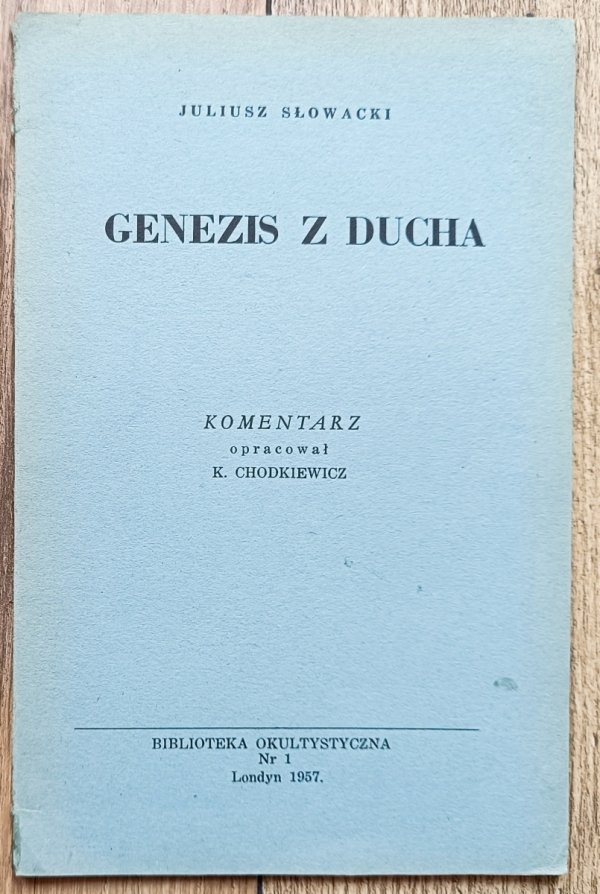 JULIUSZ SŁOWACKI
GENEZIS Z DUCHA
KOMENTARZ
opracował
K. CHODKIEWICZ
BIBLIOTEKA OKULTYSTYCZNA
Nr 1
Londyn 1957.